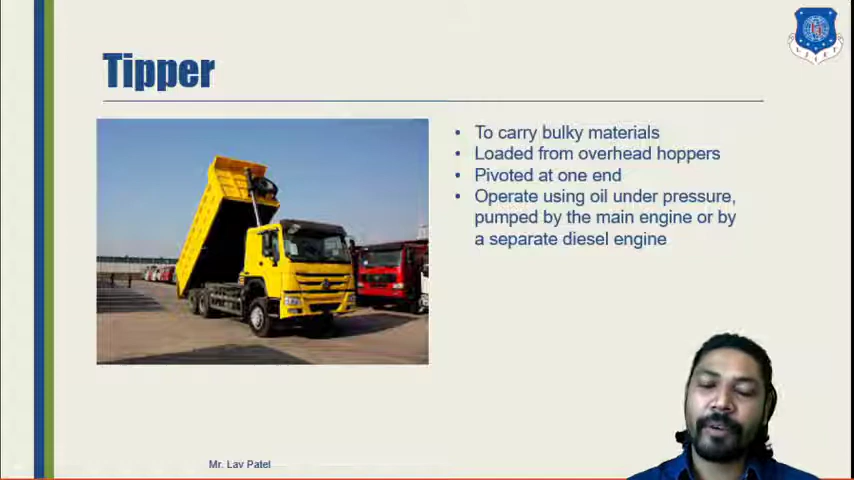 Tipper
• To carry bulky materials
• Loaded from overhead hoppers
• Pivoted at one end
• Operate using oil under pressure,
pumped by the main engine or by
a separate diesel engine
Mr. Lav Patel